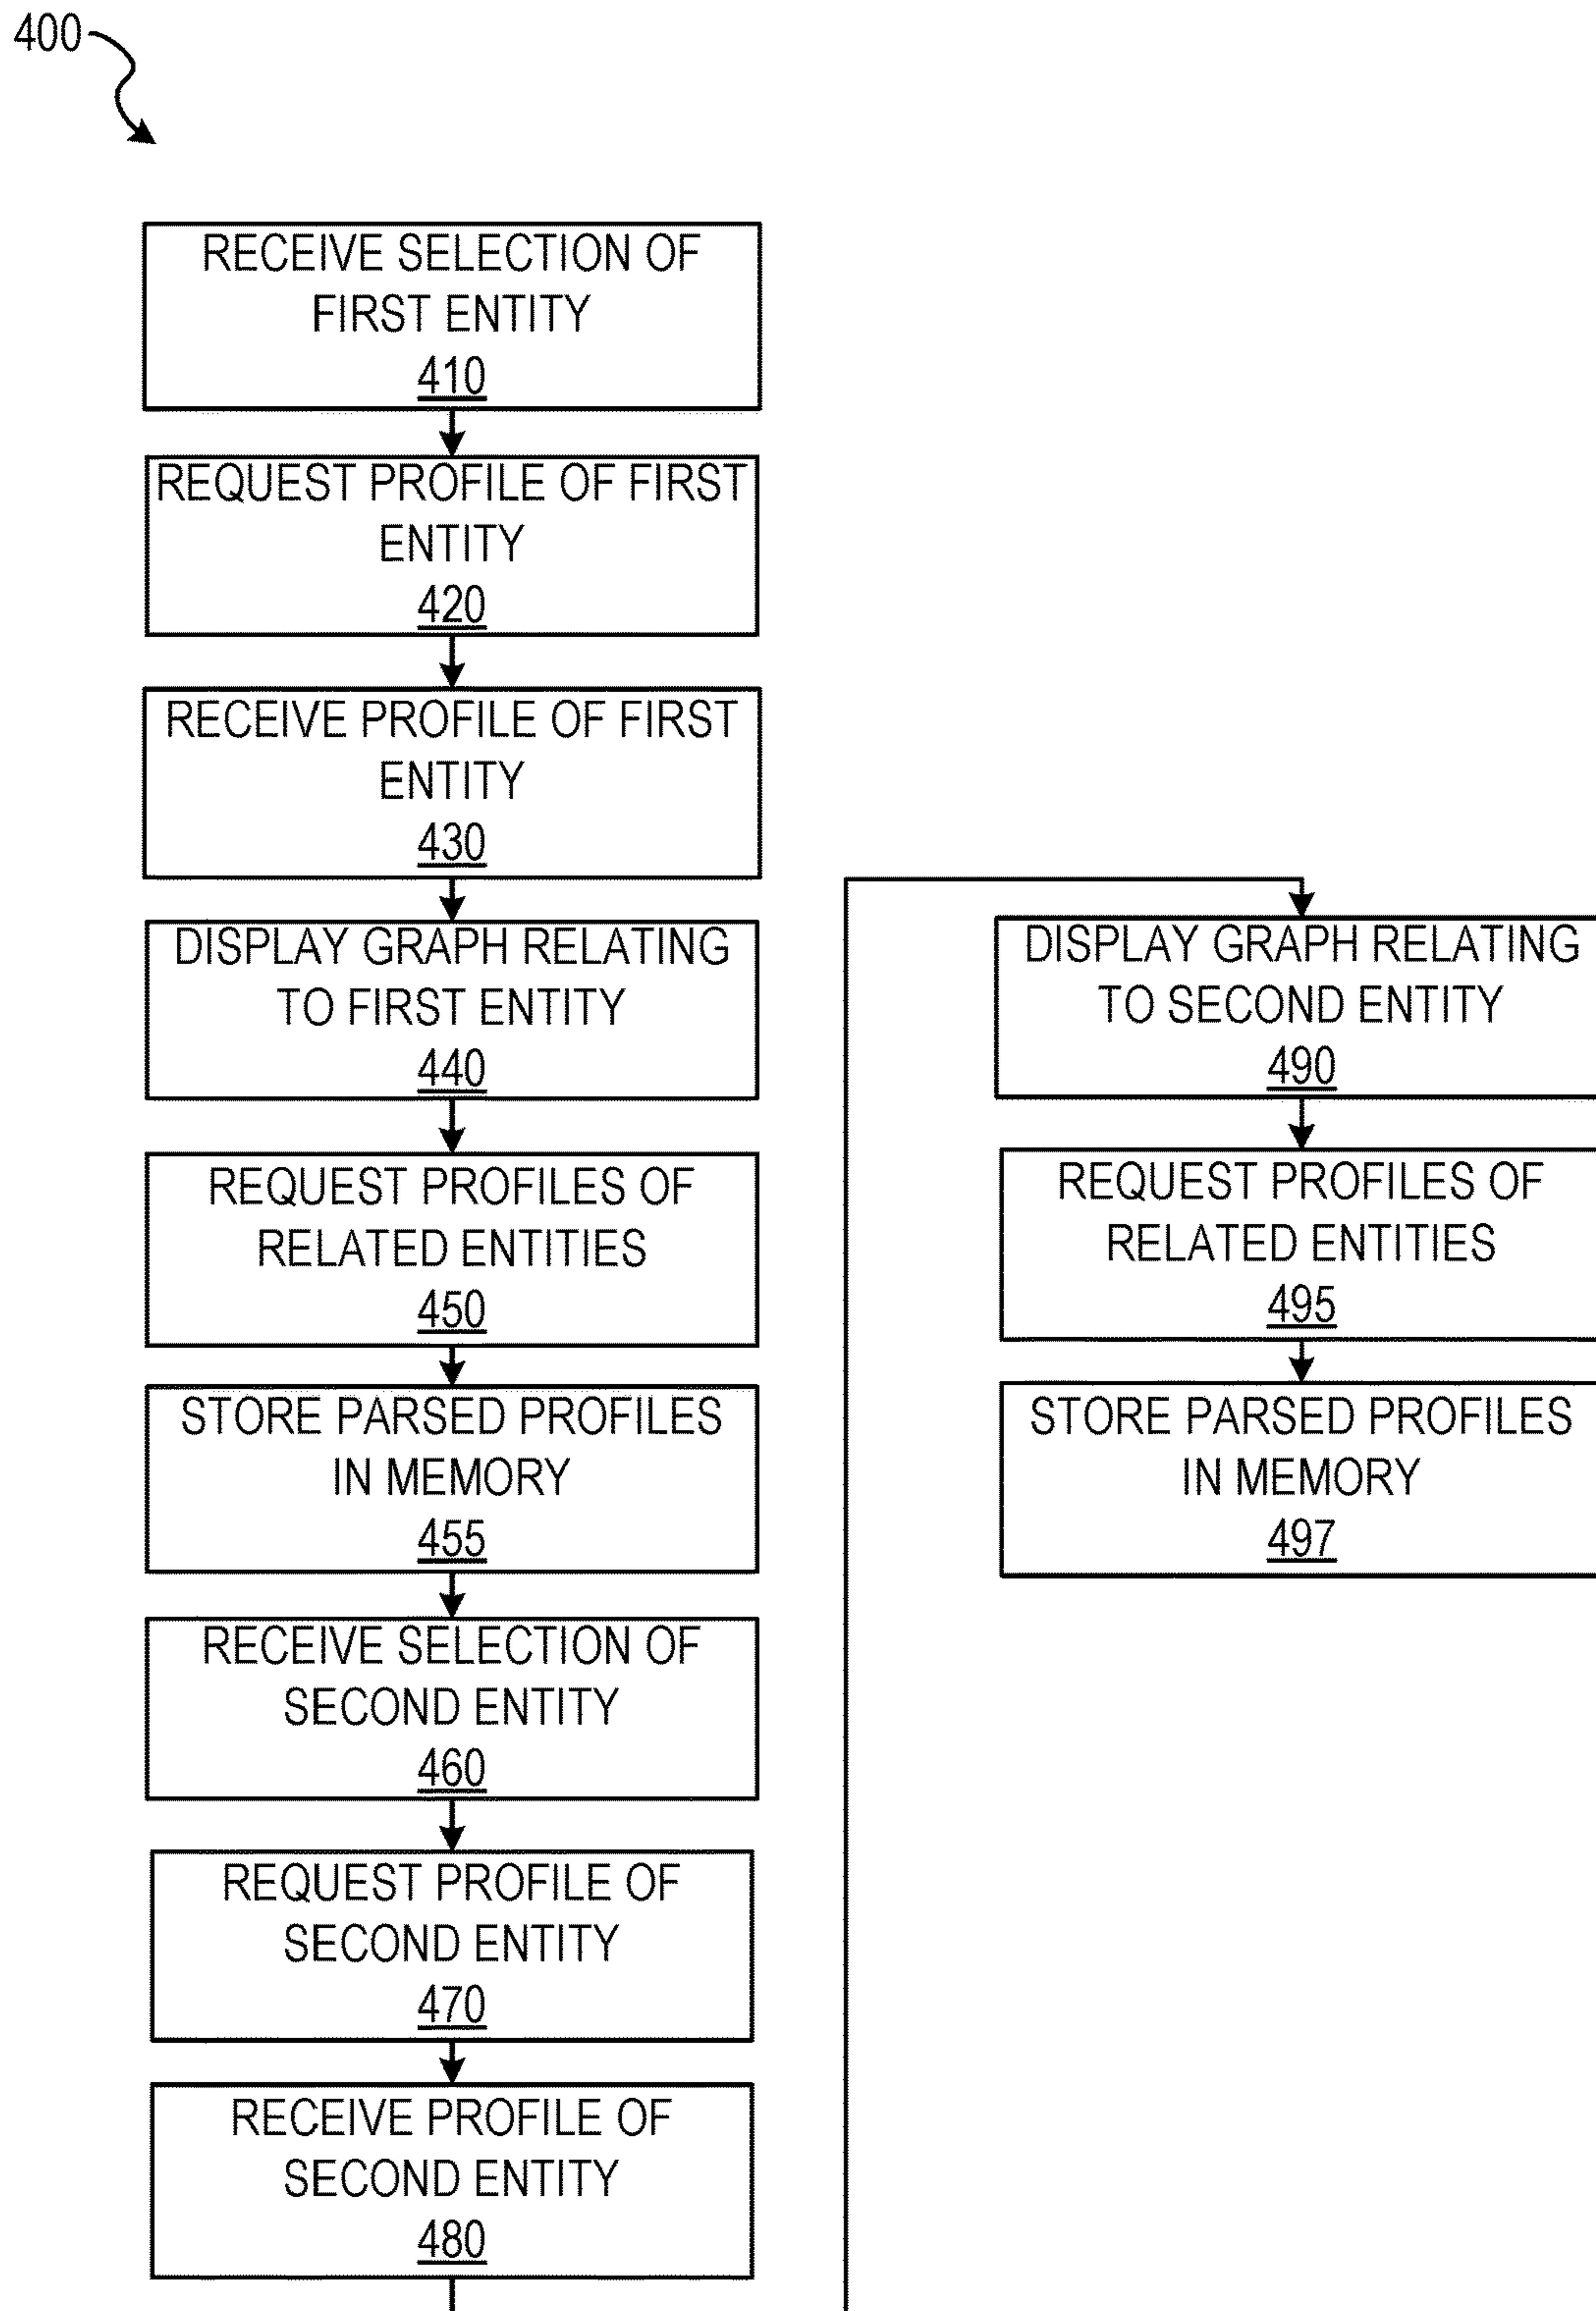 400
RECEIVE SELECTION OF
FIRST ENTITY
410
REQUEST PROFILE OF FIRST
ENTITY
420
RECEIVE PROFILE OF FIRST
ENTITY
430
DISPLAY GRAPH RELATING
TO FIRST ENTITY
440
REQUEST PROFILES OF
RELATED ENTITIES
450
STORE PARSED PROFILES
IN MEMORY
455
RECEIVE SELECTION OF
SECOND ENTITY
460
REQUEST PROFILE OF
SECOND ENTITY
470
RECEIVE PROFILE OF
SECOND ENTITY
480
DISPLAY GRAPH RELATING
TO SECOND ENTITY
490
REQUEST PROFILES OF
RELATED ENTITIES
495
STORE PARSED PROFILES
IN MEMORY
497